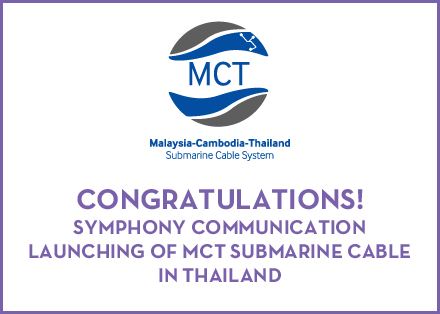 MCT
Malaysia-Cambodia-Thailand
Submarine Cable System
CONGRATULATIONS!
SYMPHONY COMMUNICATION
LAUNCHING OF MCT SUBMARINE CABLE
IN THAILAND